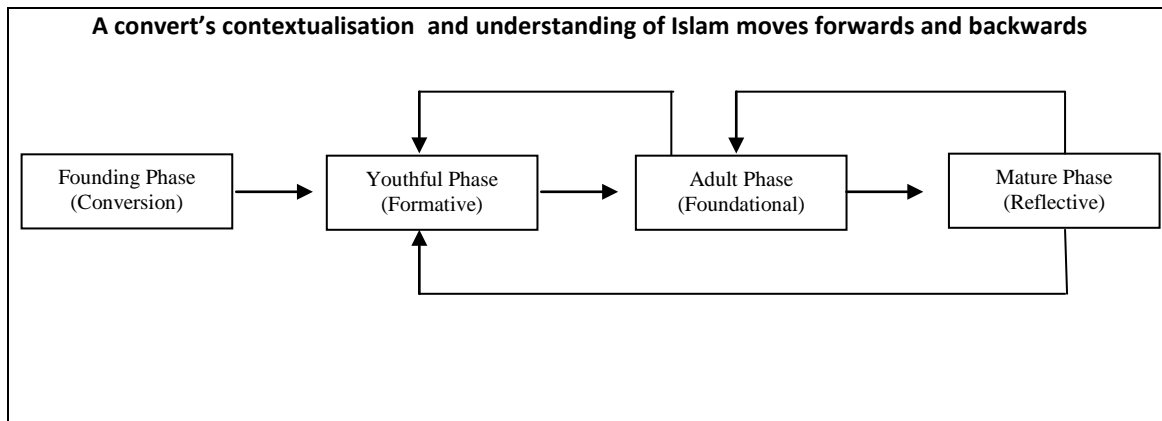 A convert’s contextualisation and understanding of Islam moves forwards and backwards
Founding Phase
(Conversion)
Youthful Phase
(Formative)
Adult Phase
(Foundational)
Mature Phase
(Reflective)